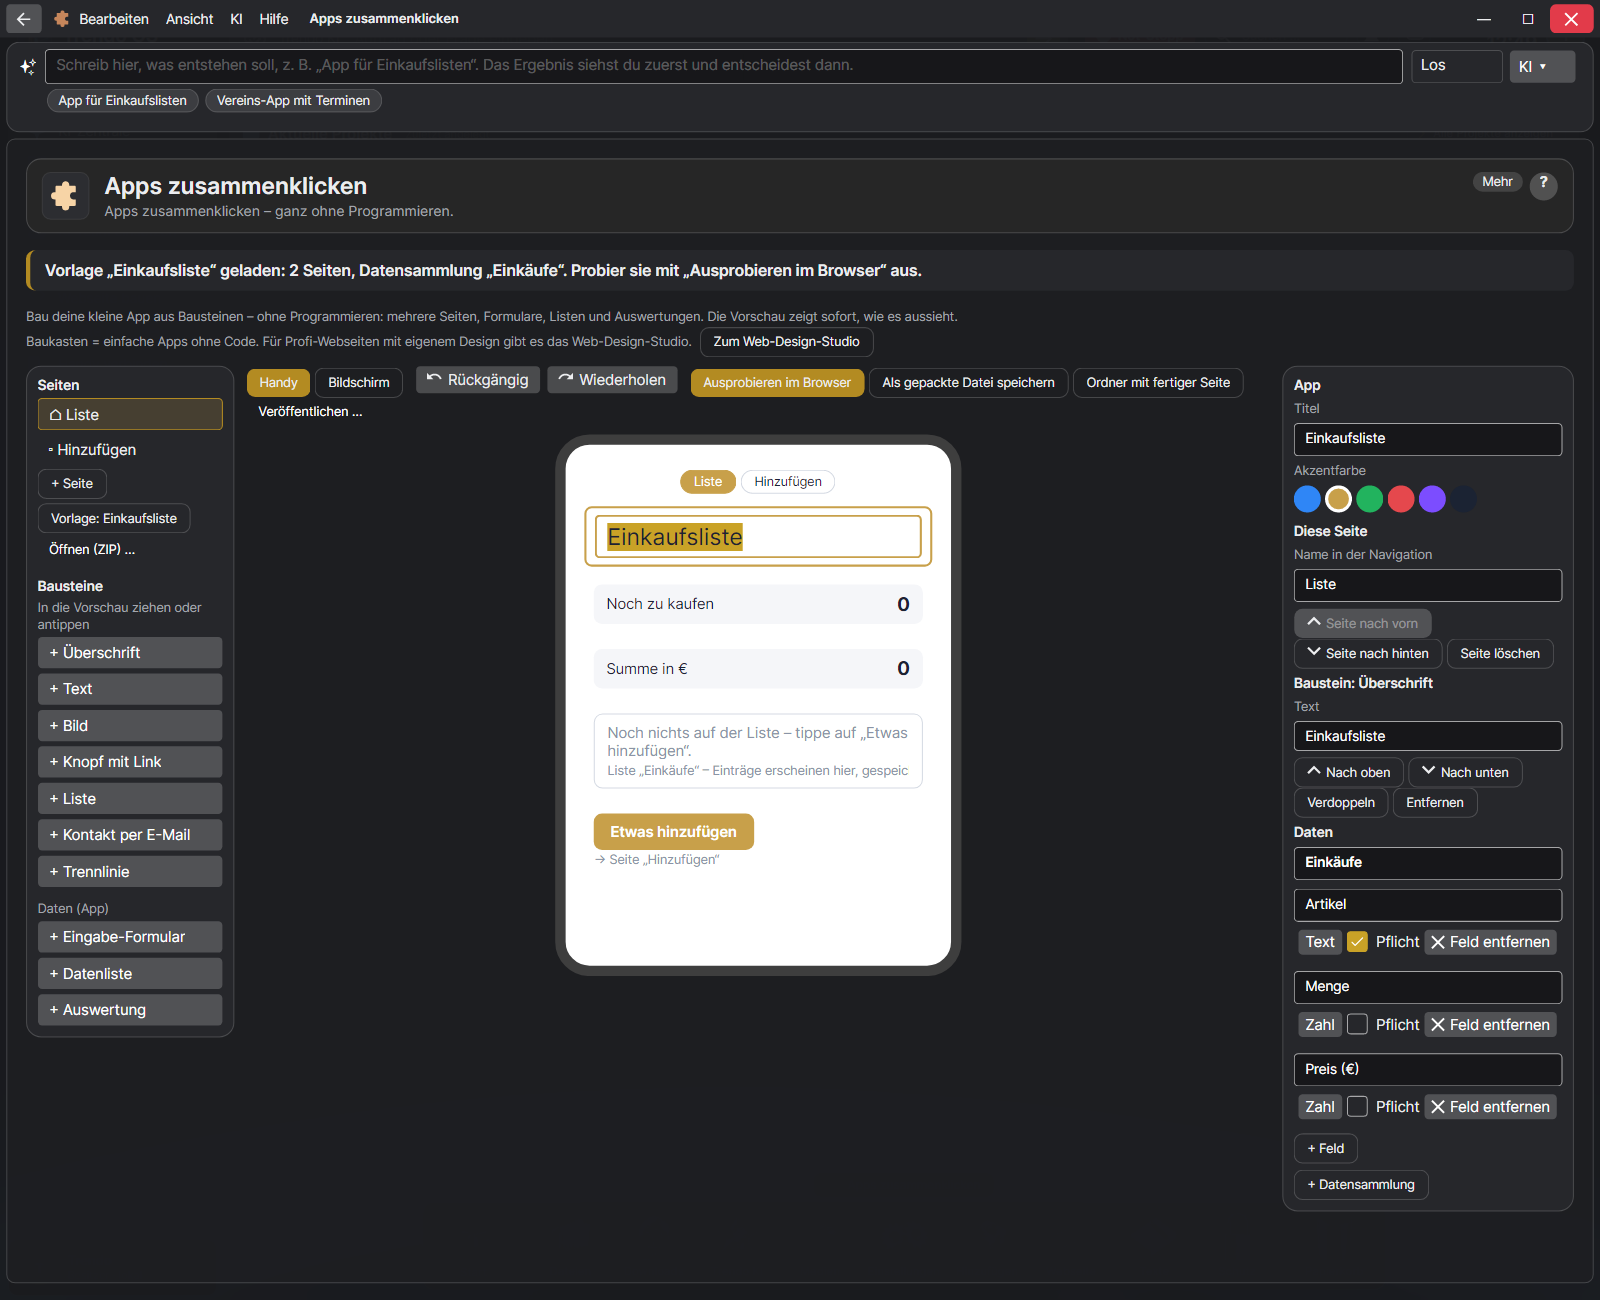 Bearbeiten Ansicht KI Hilfe Apps zusammenklicken
Schreib hier, was entstehen soll, z. B. „App für Einkaufslisten“. Das Ergebnis siehst du zuerst und entscheidest dann.
Los
KI
App für Einkaufslisten
Vereins-App mit Terminen
Apps zusammenklicken
Apps zusammenklicken – ganz ohne Programmieren.
Mehr
?
Vorlage „Einkaufsliste“ geladen: 2 Seiten, Datensammlung „Einkäufe“. Probier sie mit „Ausprobieren im Browser“ aus.
Bau deine kleine App aus Bausteinen – ohne Programmieren: mehrere Seiten, Formulare, Listen und Auswertungen. Die Vorschau zeigt sofort, wie es aussieht.
Baukasten = einfache Apps ohne Code. Für Profi-Webseiten mit eigenem Design gibt es das Web-Design-Studio.
Zum Web-Design-Studio
Seiten
Liste
Hinzufügen
+ Seite
Vorlage: Einkaufsliste
Öffnen (ZIP) ...
Bausteine
In die Vorschau ziehen oder
antippen
+ Überschrift
+ Text
+ Bild
+ Knopf mit Link
+ Liste
+ Kontakt per E-Mail
+ Trennlinie
Daten (App)
+ Eingabe-Formular
+ Datenliste
+ Auswertung
Handy
Bildschirm
Rückgängig
Wiederholen
Ausprobieren im Browser
Als gepackte Datei speichern
Ordner mit fertiger Seite
Veröffentlichen ...
Liste
Hinzufügen
Einkaufsliste
Noch zu kaufen 0
Summe in € 0
Noch nichts auf der Liste – tippe auf „Etwas
hinzufügen“.
Liste „Einkäufe“ – Einträge erscheinen hier, gespeic
Etwas hinzufügen
→ Seite „Hinzufügen“
App
Titel
Einkaufsliste
Akzentfarbe
Diese Seite
Name in der Navigation
Liste
Seite nach vorn
Seite nach hinten
Seite löschen
Baustein: Überschrift
Text
Einkaufsliste
Nach oben
Nach unten
Verdoppeln
Entfernen
Daten
Einkäufe
Artikel
Text Pflicht Feld entfernen
Menge
Zahl Pflicht Feld entfernen
Preis (€)
Zahl Pflicht Feld entfernen
+ Feld
+ Datensammlung